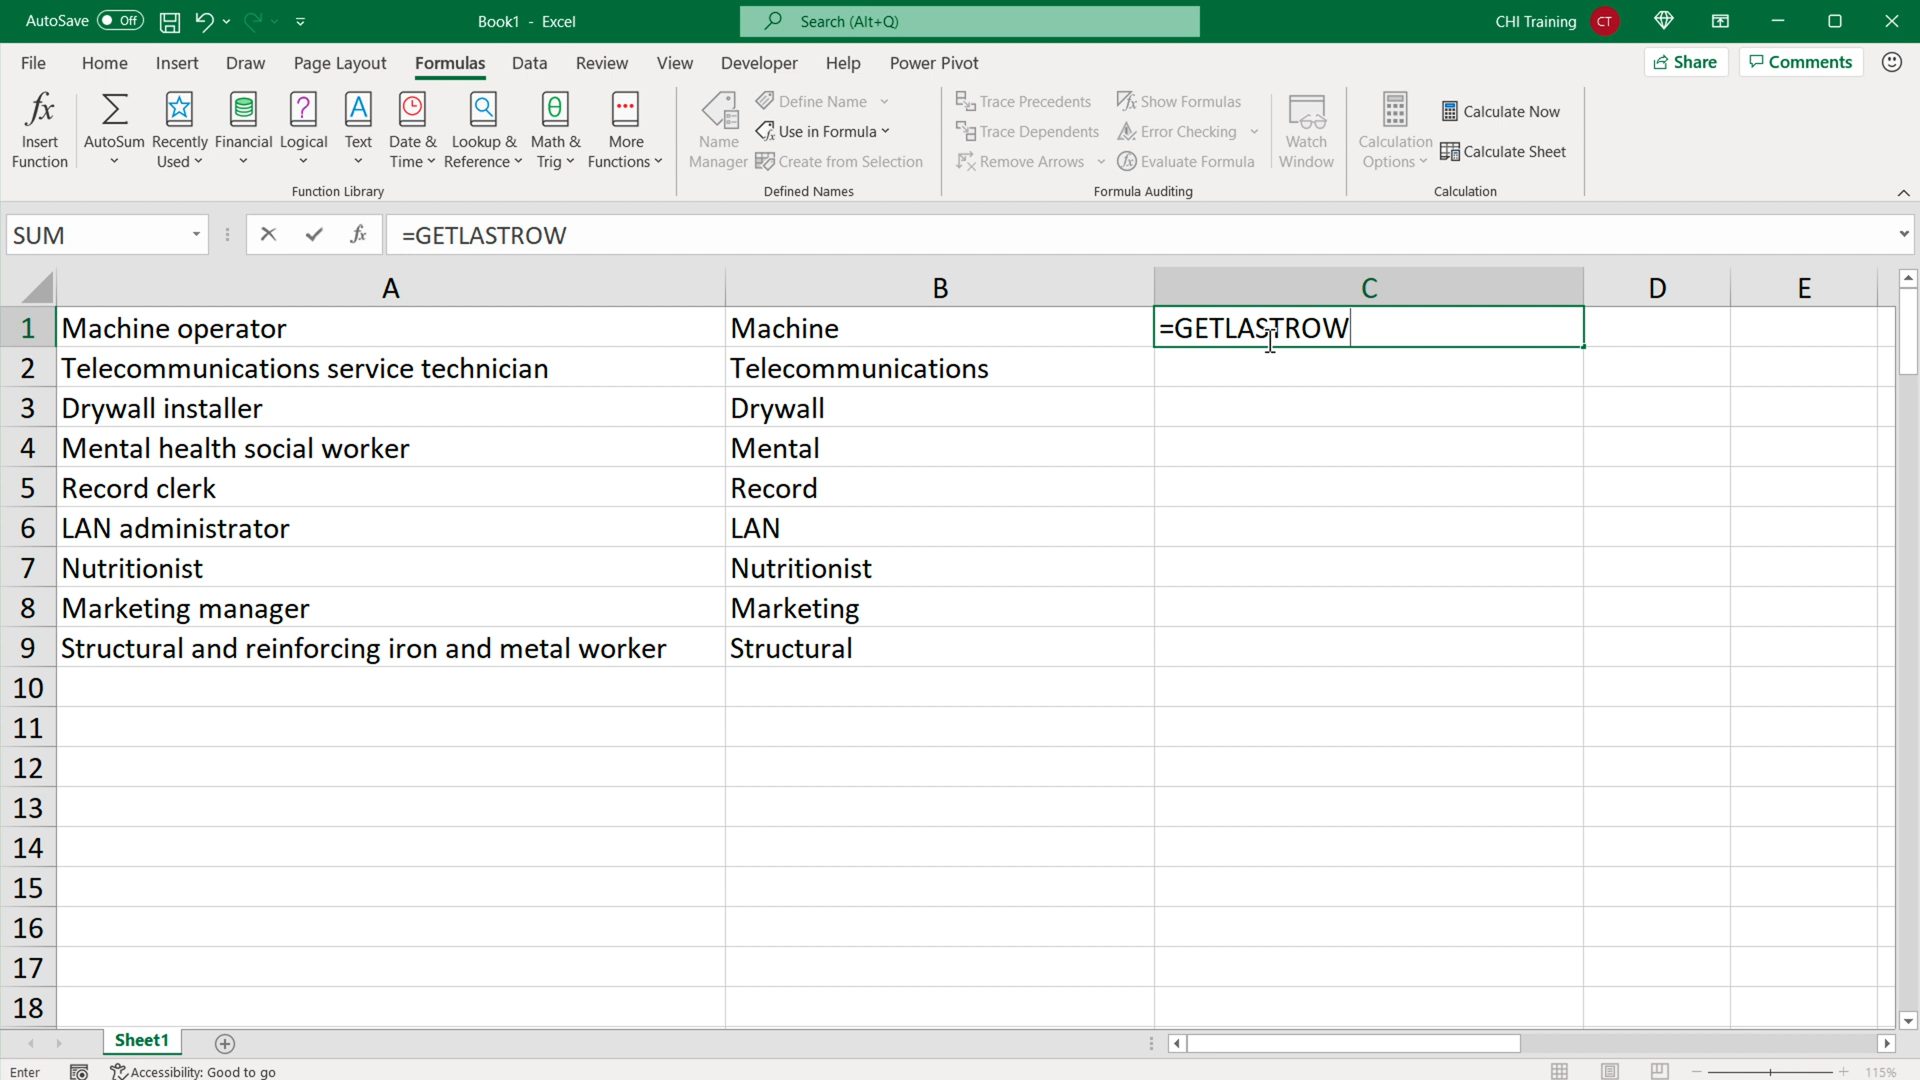 AutoSave Off
Book1 - Excel
Search (Alt+Q)
CHI Training CT
File Home Insert Draw Page Layout Formulas Data Review View Developer Help Power Pivot
Share Comments
fx Insert Function
AutoSum
Recently Used
Financial
Logical
Text
Date & Time
Lookup & Reference
Math & Trig
More Functions
Function Library
Name Manager
Define Name
Use in Formula
Create from Selection
Defined Names
Trace Precedents
Trace Dependents
Remove Arrows
Show Formulas
Error Checking
Evaluate Formula
Formula Auditing
Watch Window
Calculation Options
Calculate Now
Calculate Sheet
Calculation
SUM fx =GETLASTROW
A B C D E
1 Machine operator Machine =GETLASTROW
2 Telecommunications service technician Telecommunications
3 Drywall installer Drywall
4 Mental health social worker Mental
5 Record clerk Record
6 LAN administrator LAN
7 Nutritionist Nutritionist
8 Marketing manager Marketing
9 Structural and reinforcing iron and metal worker Structural
10
11
12
13
14
15
16
17
18
Sheet1
Enter Accessibility: Good to go 115%